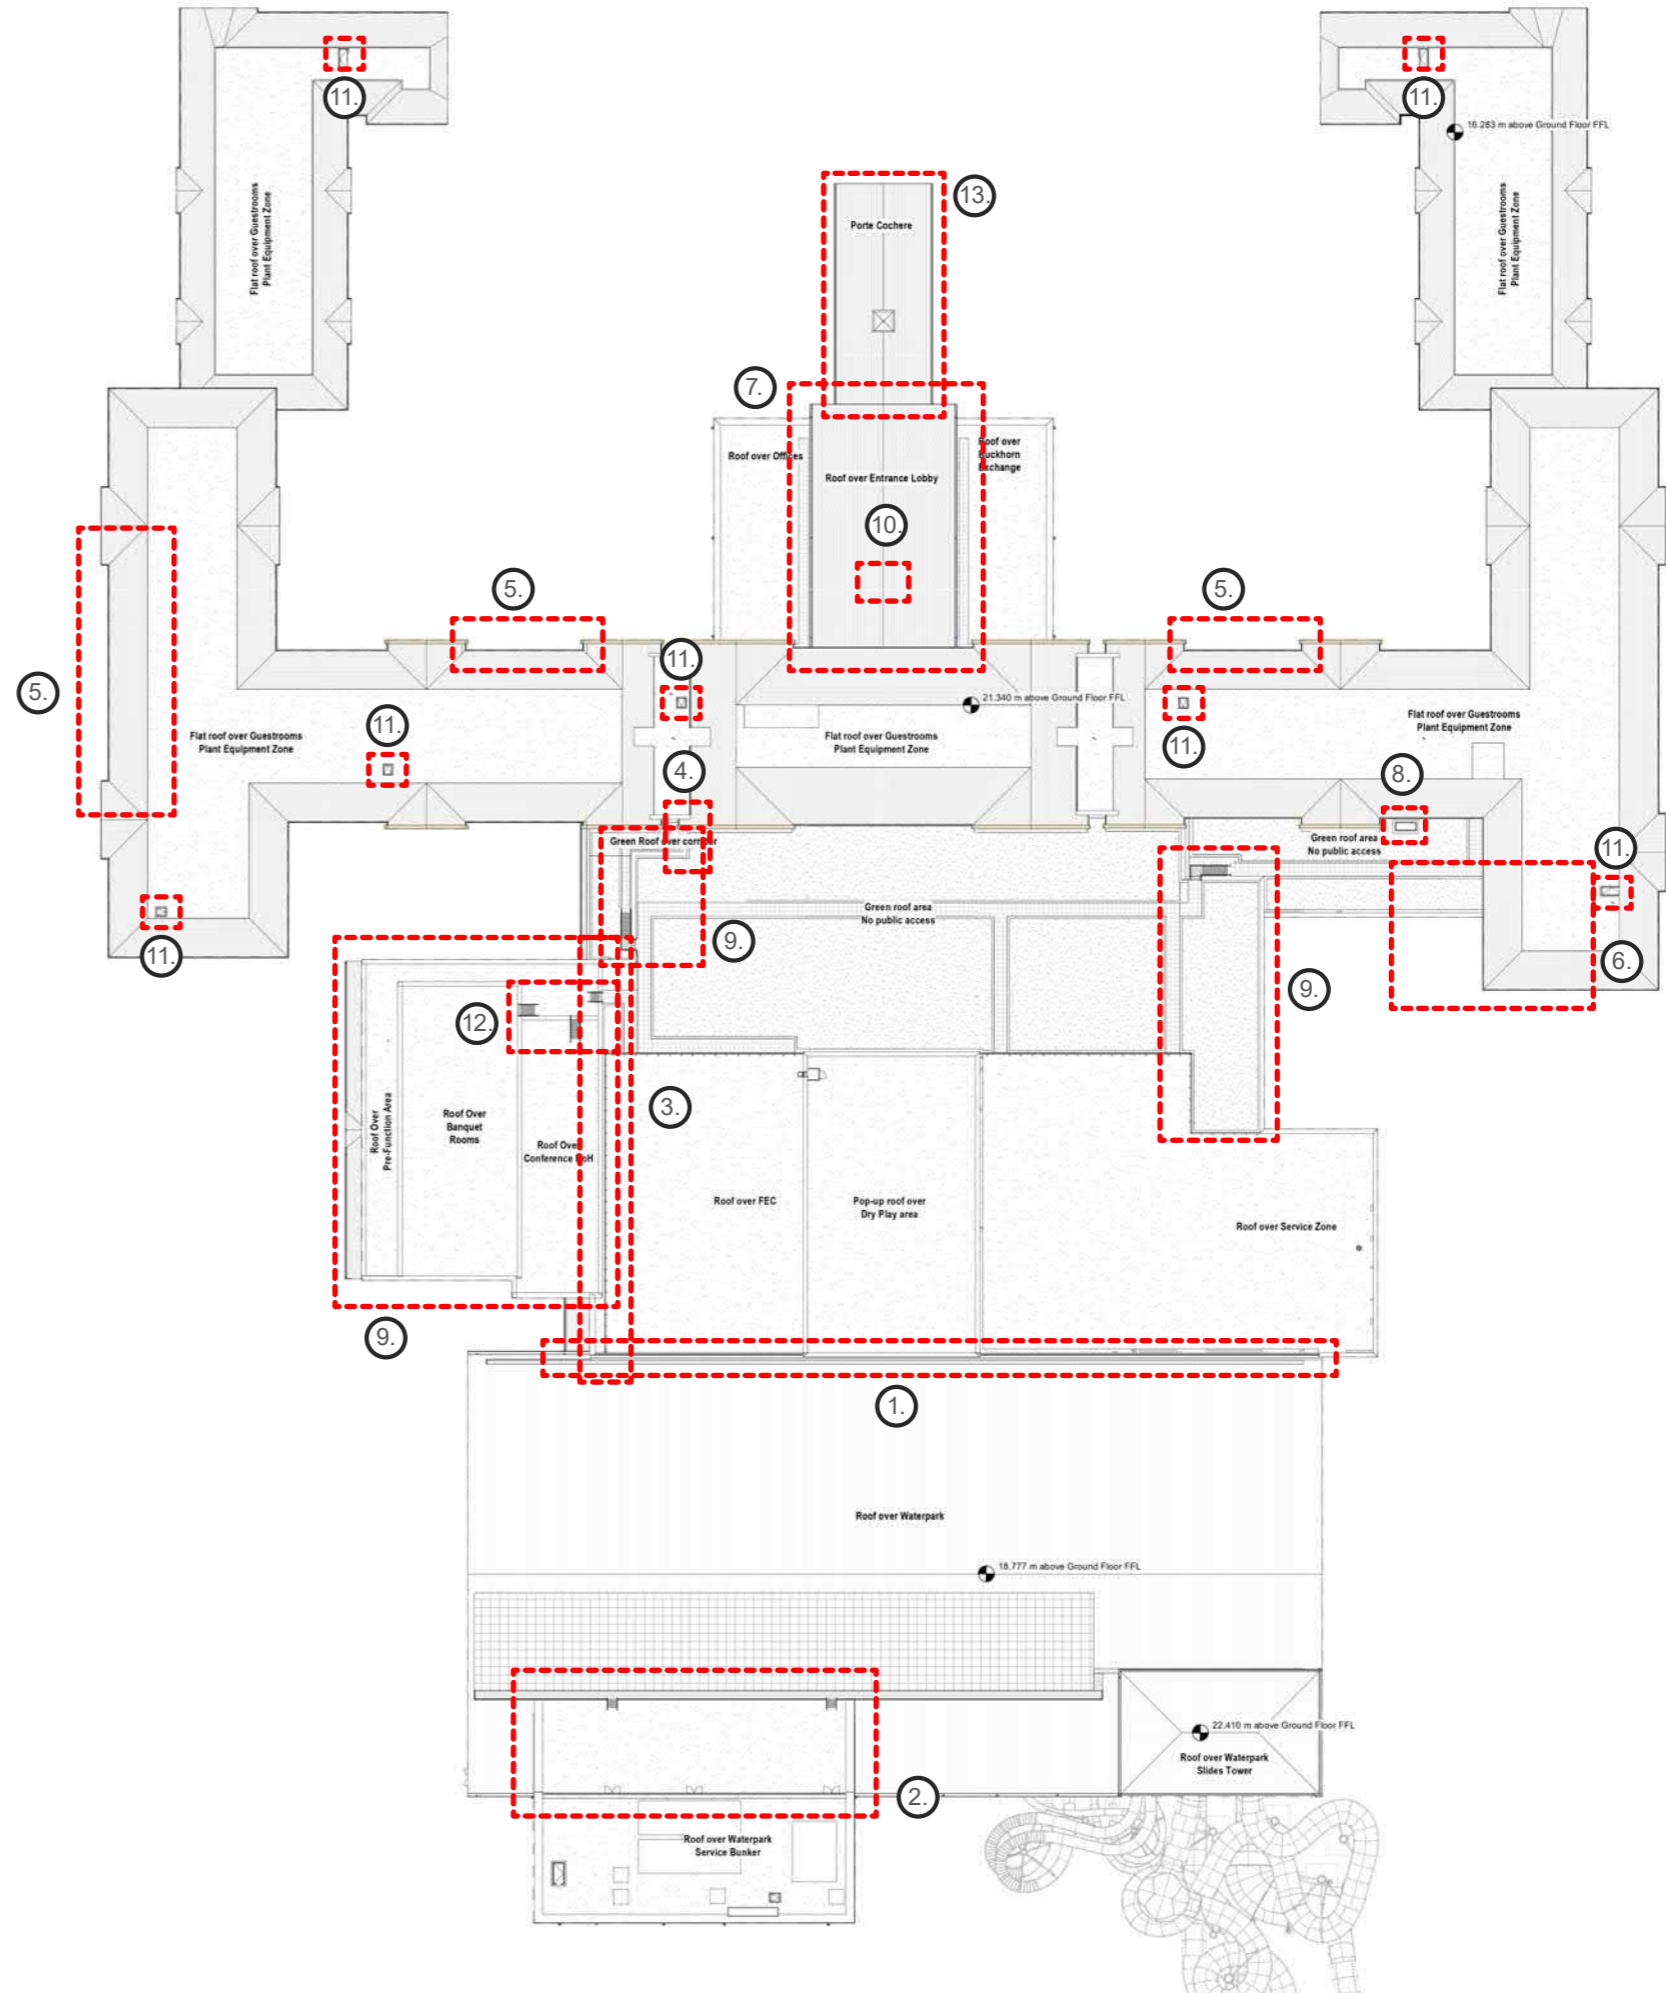 11.
11.
16.283 m above Ground Floor FFL
Flat roof over Guestrooms
Plant Equipment Zone
Flat roof over Guestrooms
Plant Equipment Zone
13.
Porte Cochere
7.
Roof over Offices
Roof over
Buckhorn
Exchange
Roof over Entrance Lobby
10.
5.
5.
5.
11.
21.340 m above Ground Floor FFL
11.
11.
Flat roof over Guestrooms
Plant Equipment Zone
Flat roof over Guestrooms
Plant Equipment Zone
Flat roof over Guestrooms
Plant Equipment Zone
4.
8.
Green Roof over corridor
Green roof area
No public access
11.
Green roof area
No public access
9.
11.
6.
9.
12.
3.
Roof Over
Pre-Function Area
Roof Over
Banquet
Rooms
Roof Over
Conference BoH
Roof over FEC
Pop-up roof over
Dry Play area
Roof over Service Zone
9.
1.
Roof over Waterpark
18.777 m above Ground Floor FFL
22.410 m above Ground Floor FFL
Roof over Waterpark
Slides Tower
2.
Roof over Waterpark
Service Bunker